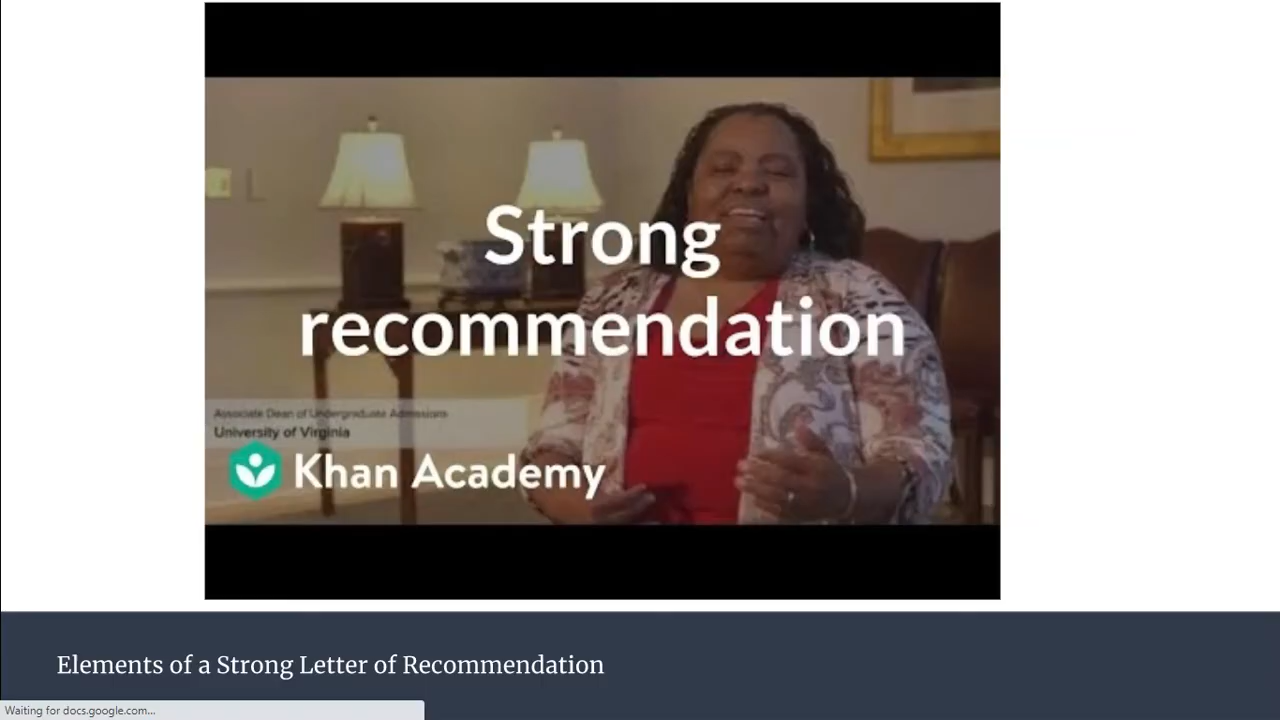 Strong
recommendation
Associate Dean of Undergraduate Admissions
University of Virginia
Khan Academy
Elements of a Strong Letter of Recommendation
Waiting for docs.google.com...